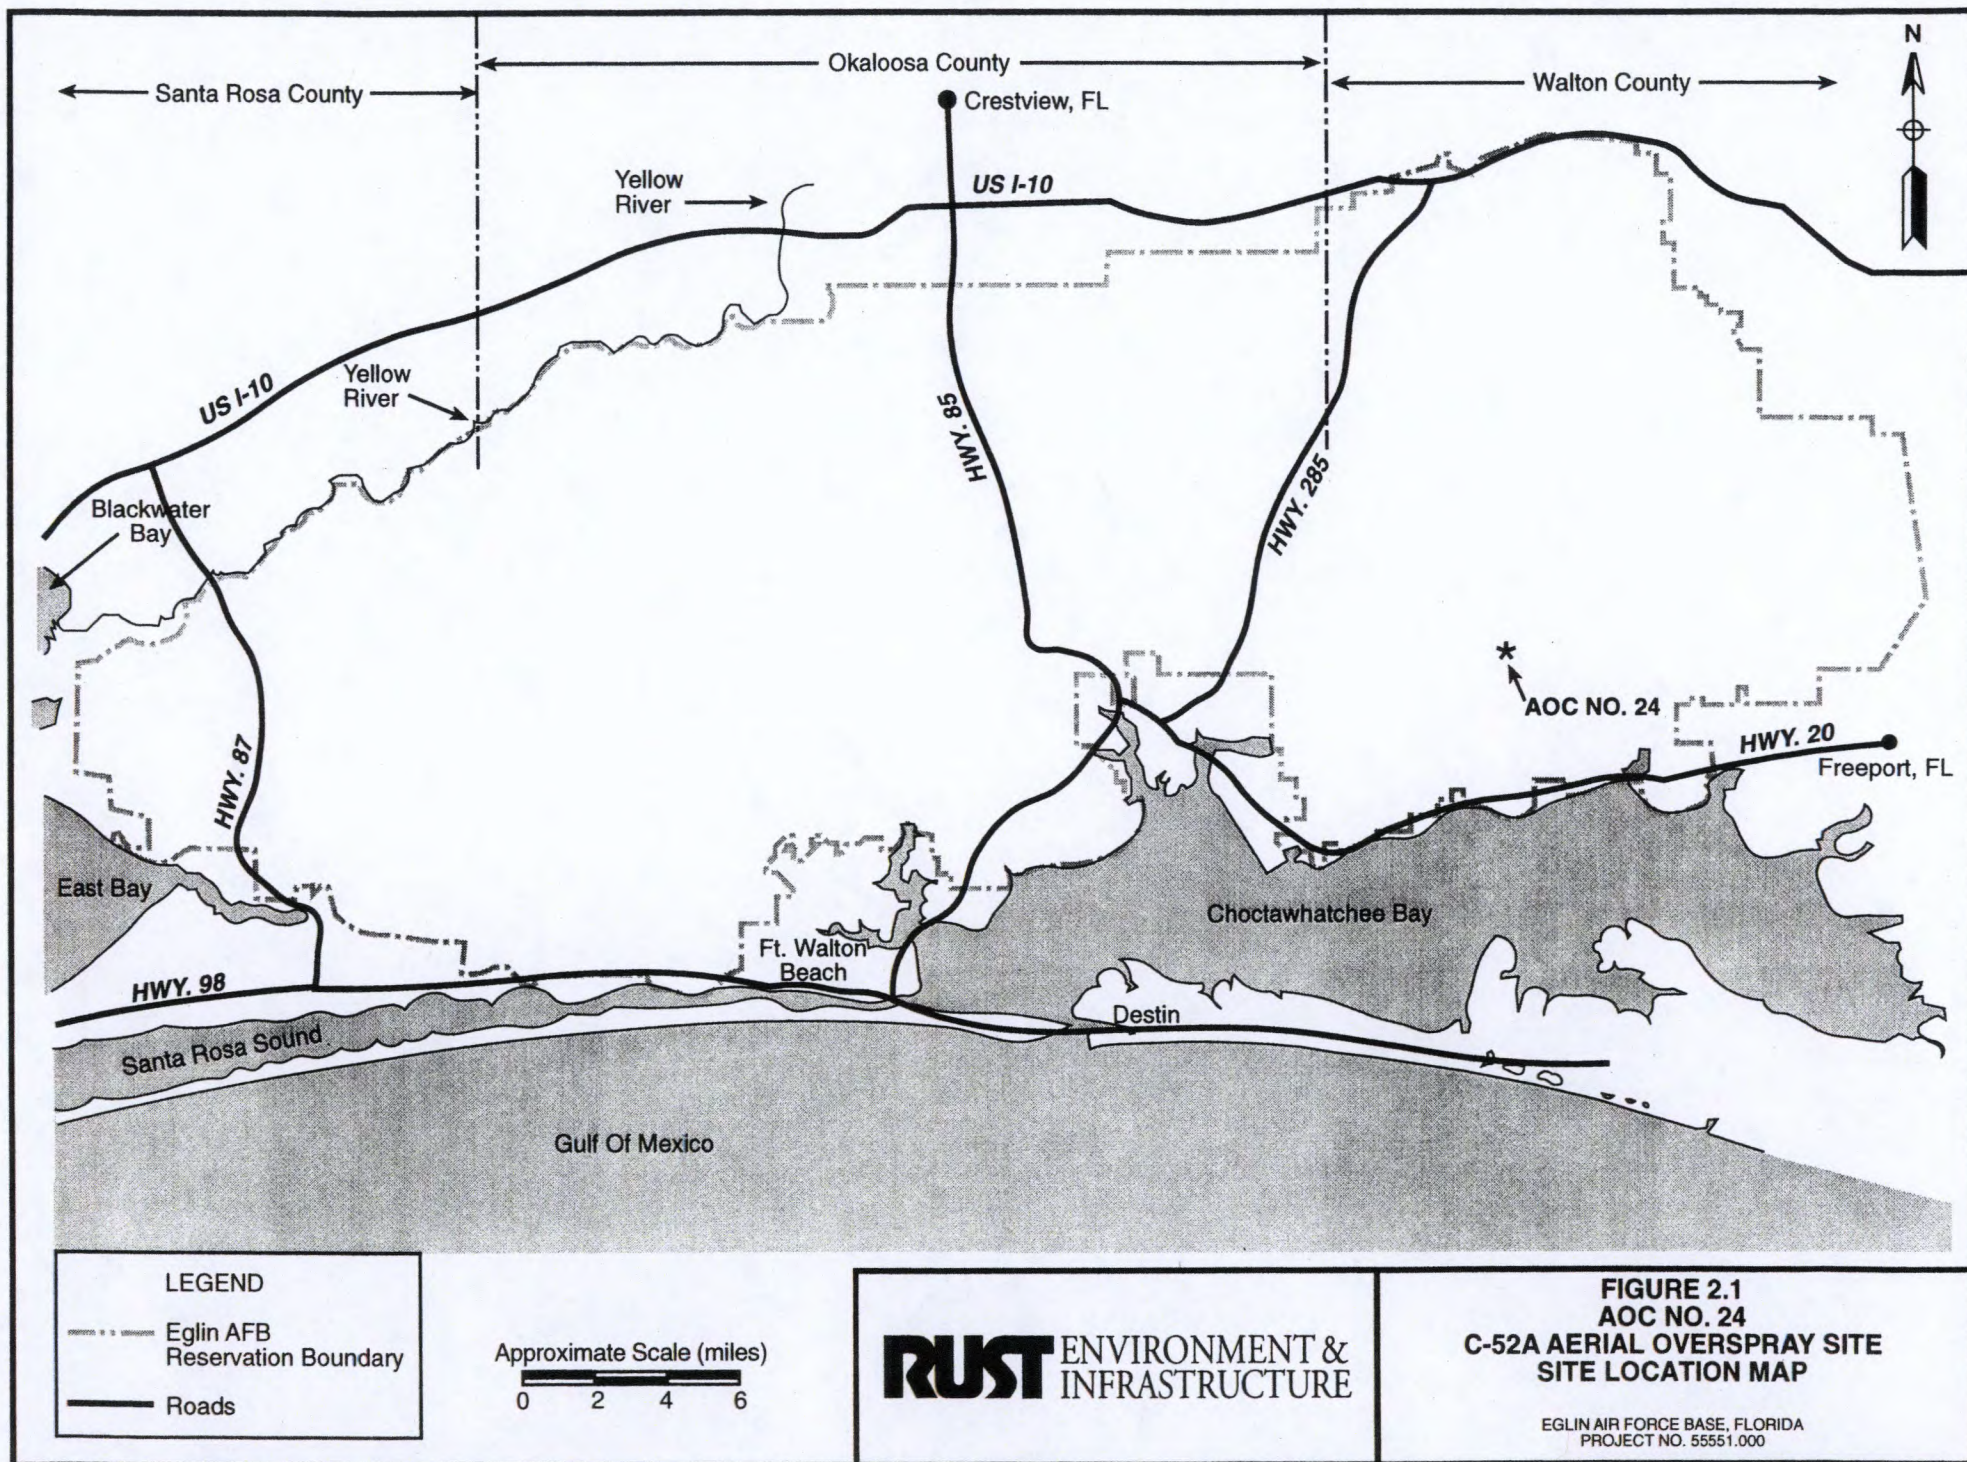 N
Okaloosa County
Santa Rosa County
Walton County
Crestview, FL
Yellow
River
US I-10
Yellow
River
US I-10
HWY. 85
HWY. 285
Blackwater
Bay
AOC NO. 24
HWY. 87
HWY. 20
Freeport, FL
East Bay
Choctawhatchee Bay
Ft. Walton
Beach
HWY. 98
Destin
Santa Rosa Sound
Gulf Of Mexico
LEGEND
Eglin AFB
Reservation Boundary
Roads
Approximate Scale (miles)
0 2 4 6
RUST ENVIRONMENT &
INFRASTRUCTURE
FIGURE 2.1
AOC NO. 24
C-52A AERIAL OVERSPRAY SITE
SITE LOCATION MAP
EGLIN AIR FORCE BASE, FLORIDA
PROJECT NO. 55551.000